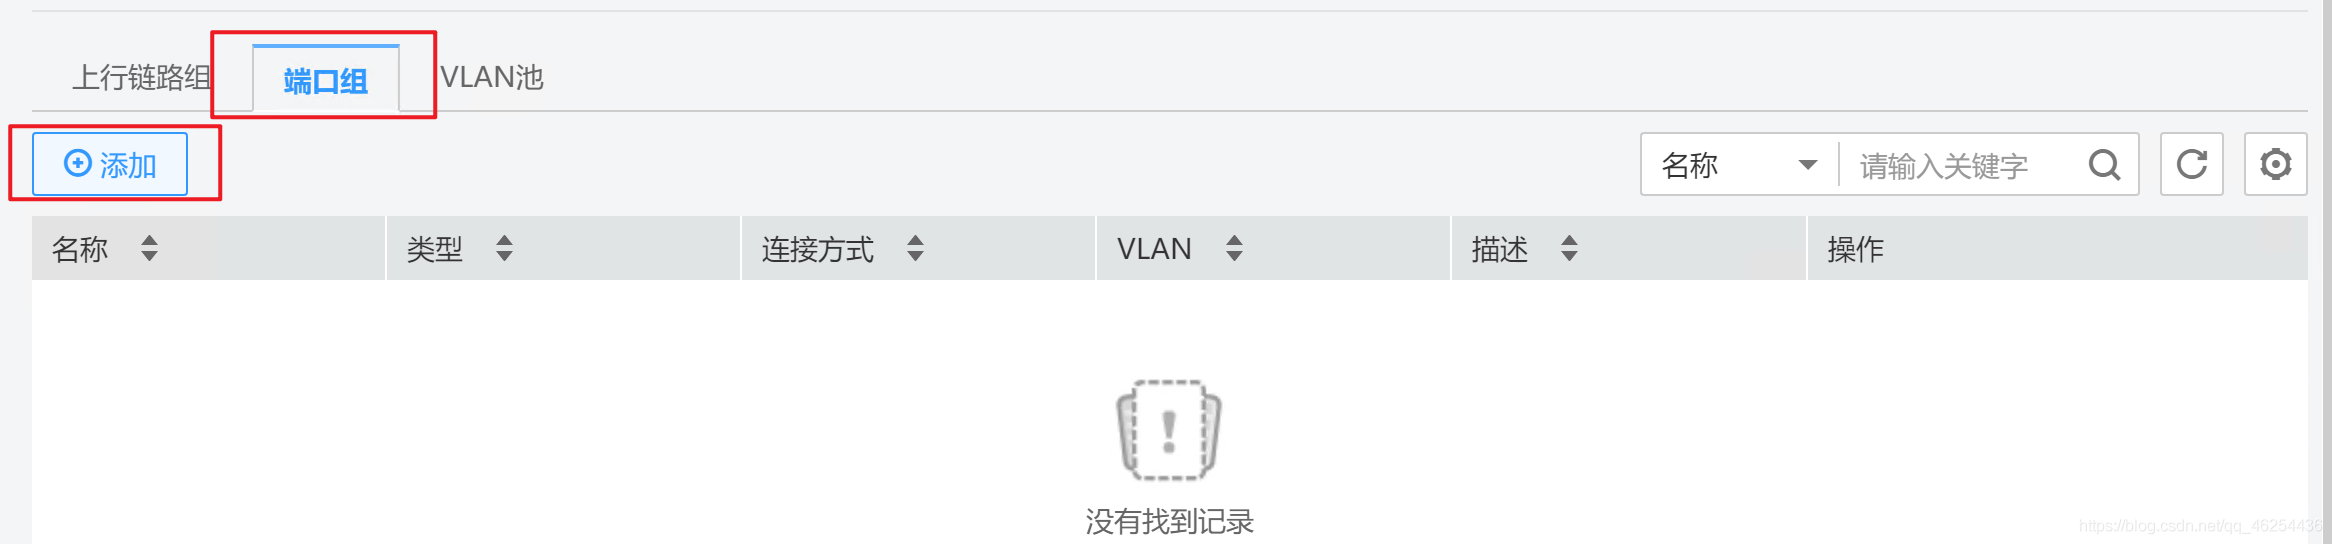 上行链路组 端口组 VLAN池
添加 名称 请输入关键字
名称 类型 连接方式 VLAN 描述 操作
没有找到记录
https://blog.csdn.net/qq_46254436